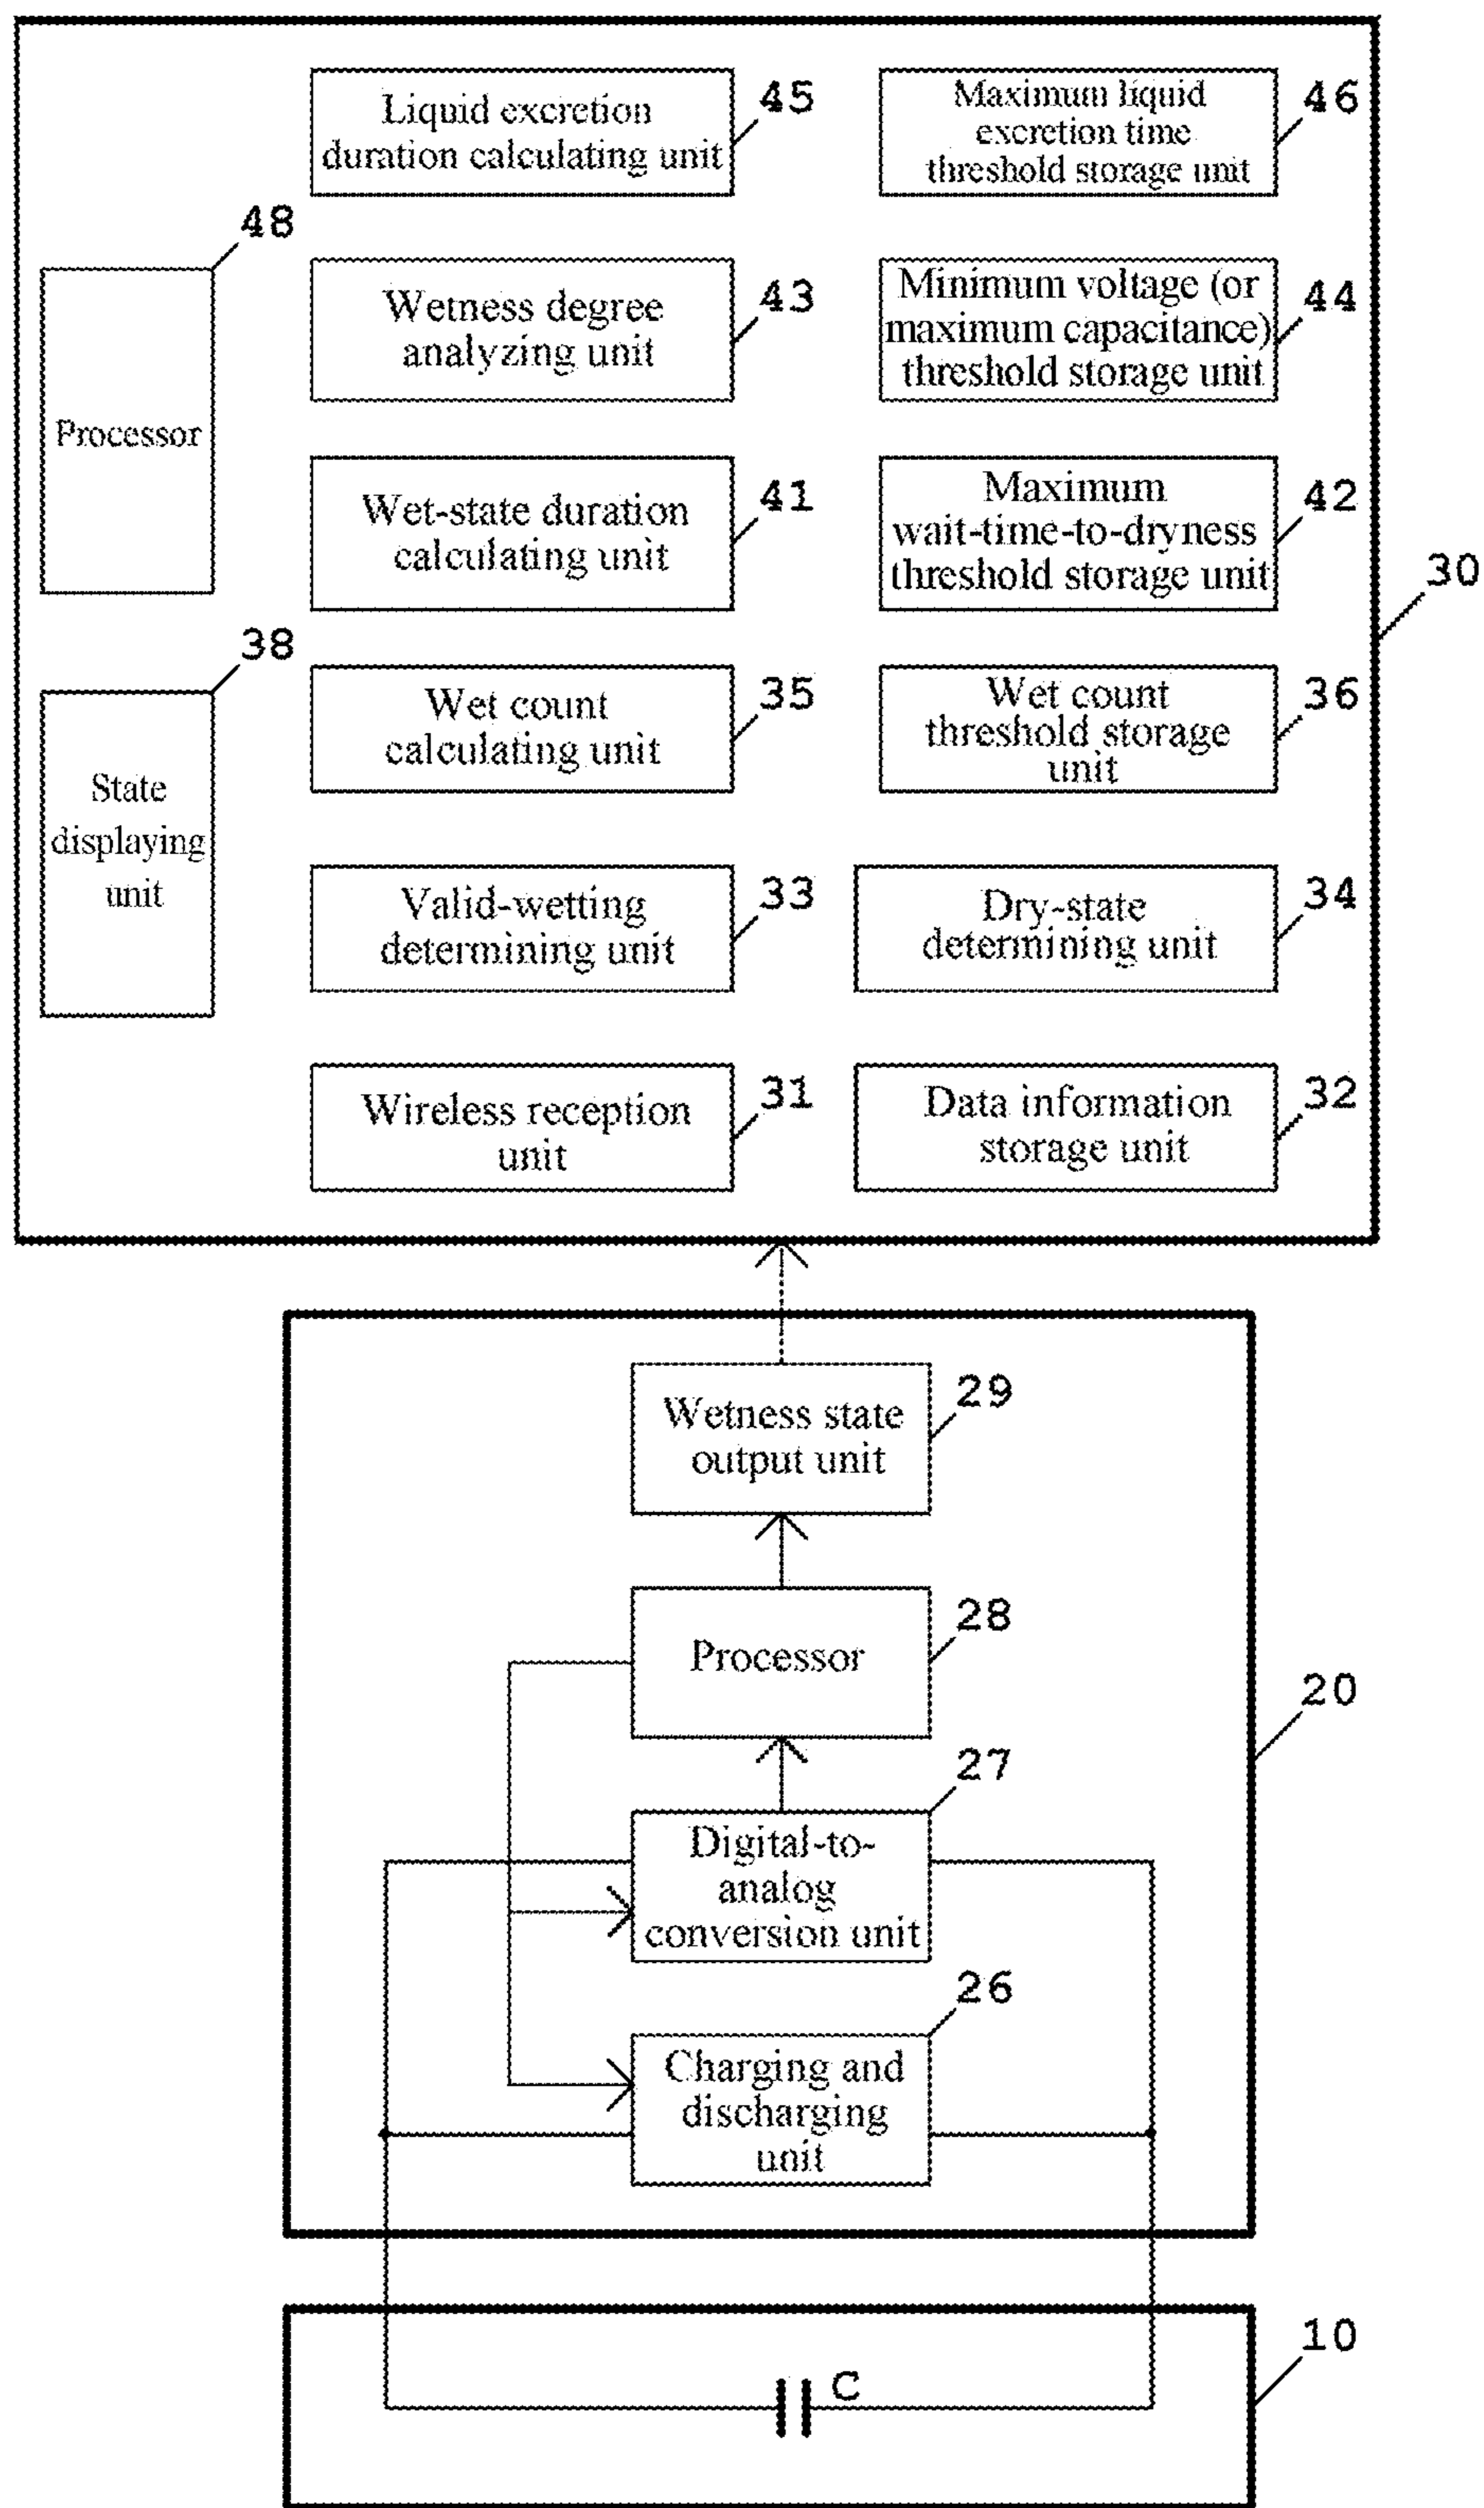 Liquid excretion
duration calculating unit
45
Maximum liquid
excretion time
threshold storage unit
46
48
Processor
Wetness degree
analyzing unit
43
Minimum voltage (or
maximum capacitance)
threshold storage unit
44
Wet-state duration
calculating unit
41
Maximum
wait-time-to-dryness
threshold storage unit
42
30
38
State
displaying
unit
Wet count
calculating unit
35
Wet count
threshold storage
unit
36
Valid-wetting
determining unit
33
Dry-state
determining unit
34
Wireless reception
unit
31
Data information
storage unit
32
Wetness state
output unit
29
Processor
28
20
Digital-to-
analog
conversion unit
27
Charging and
discharging
unit
26
10
C